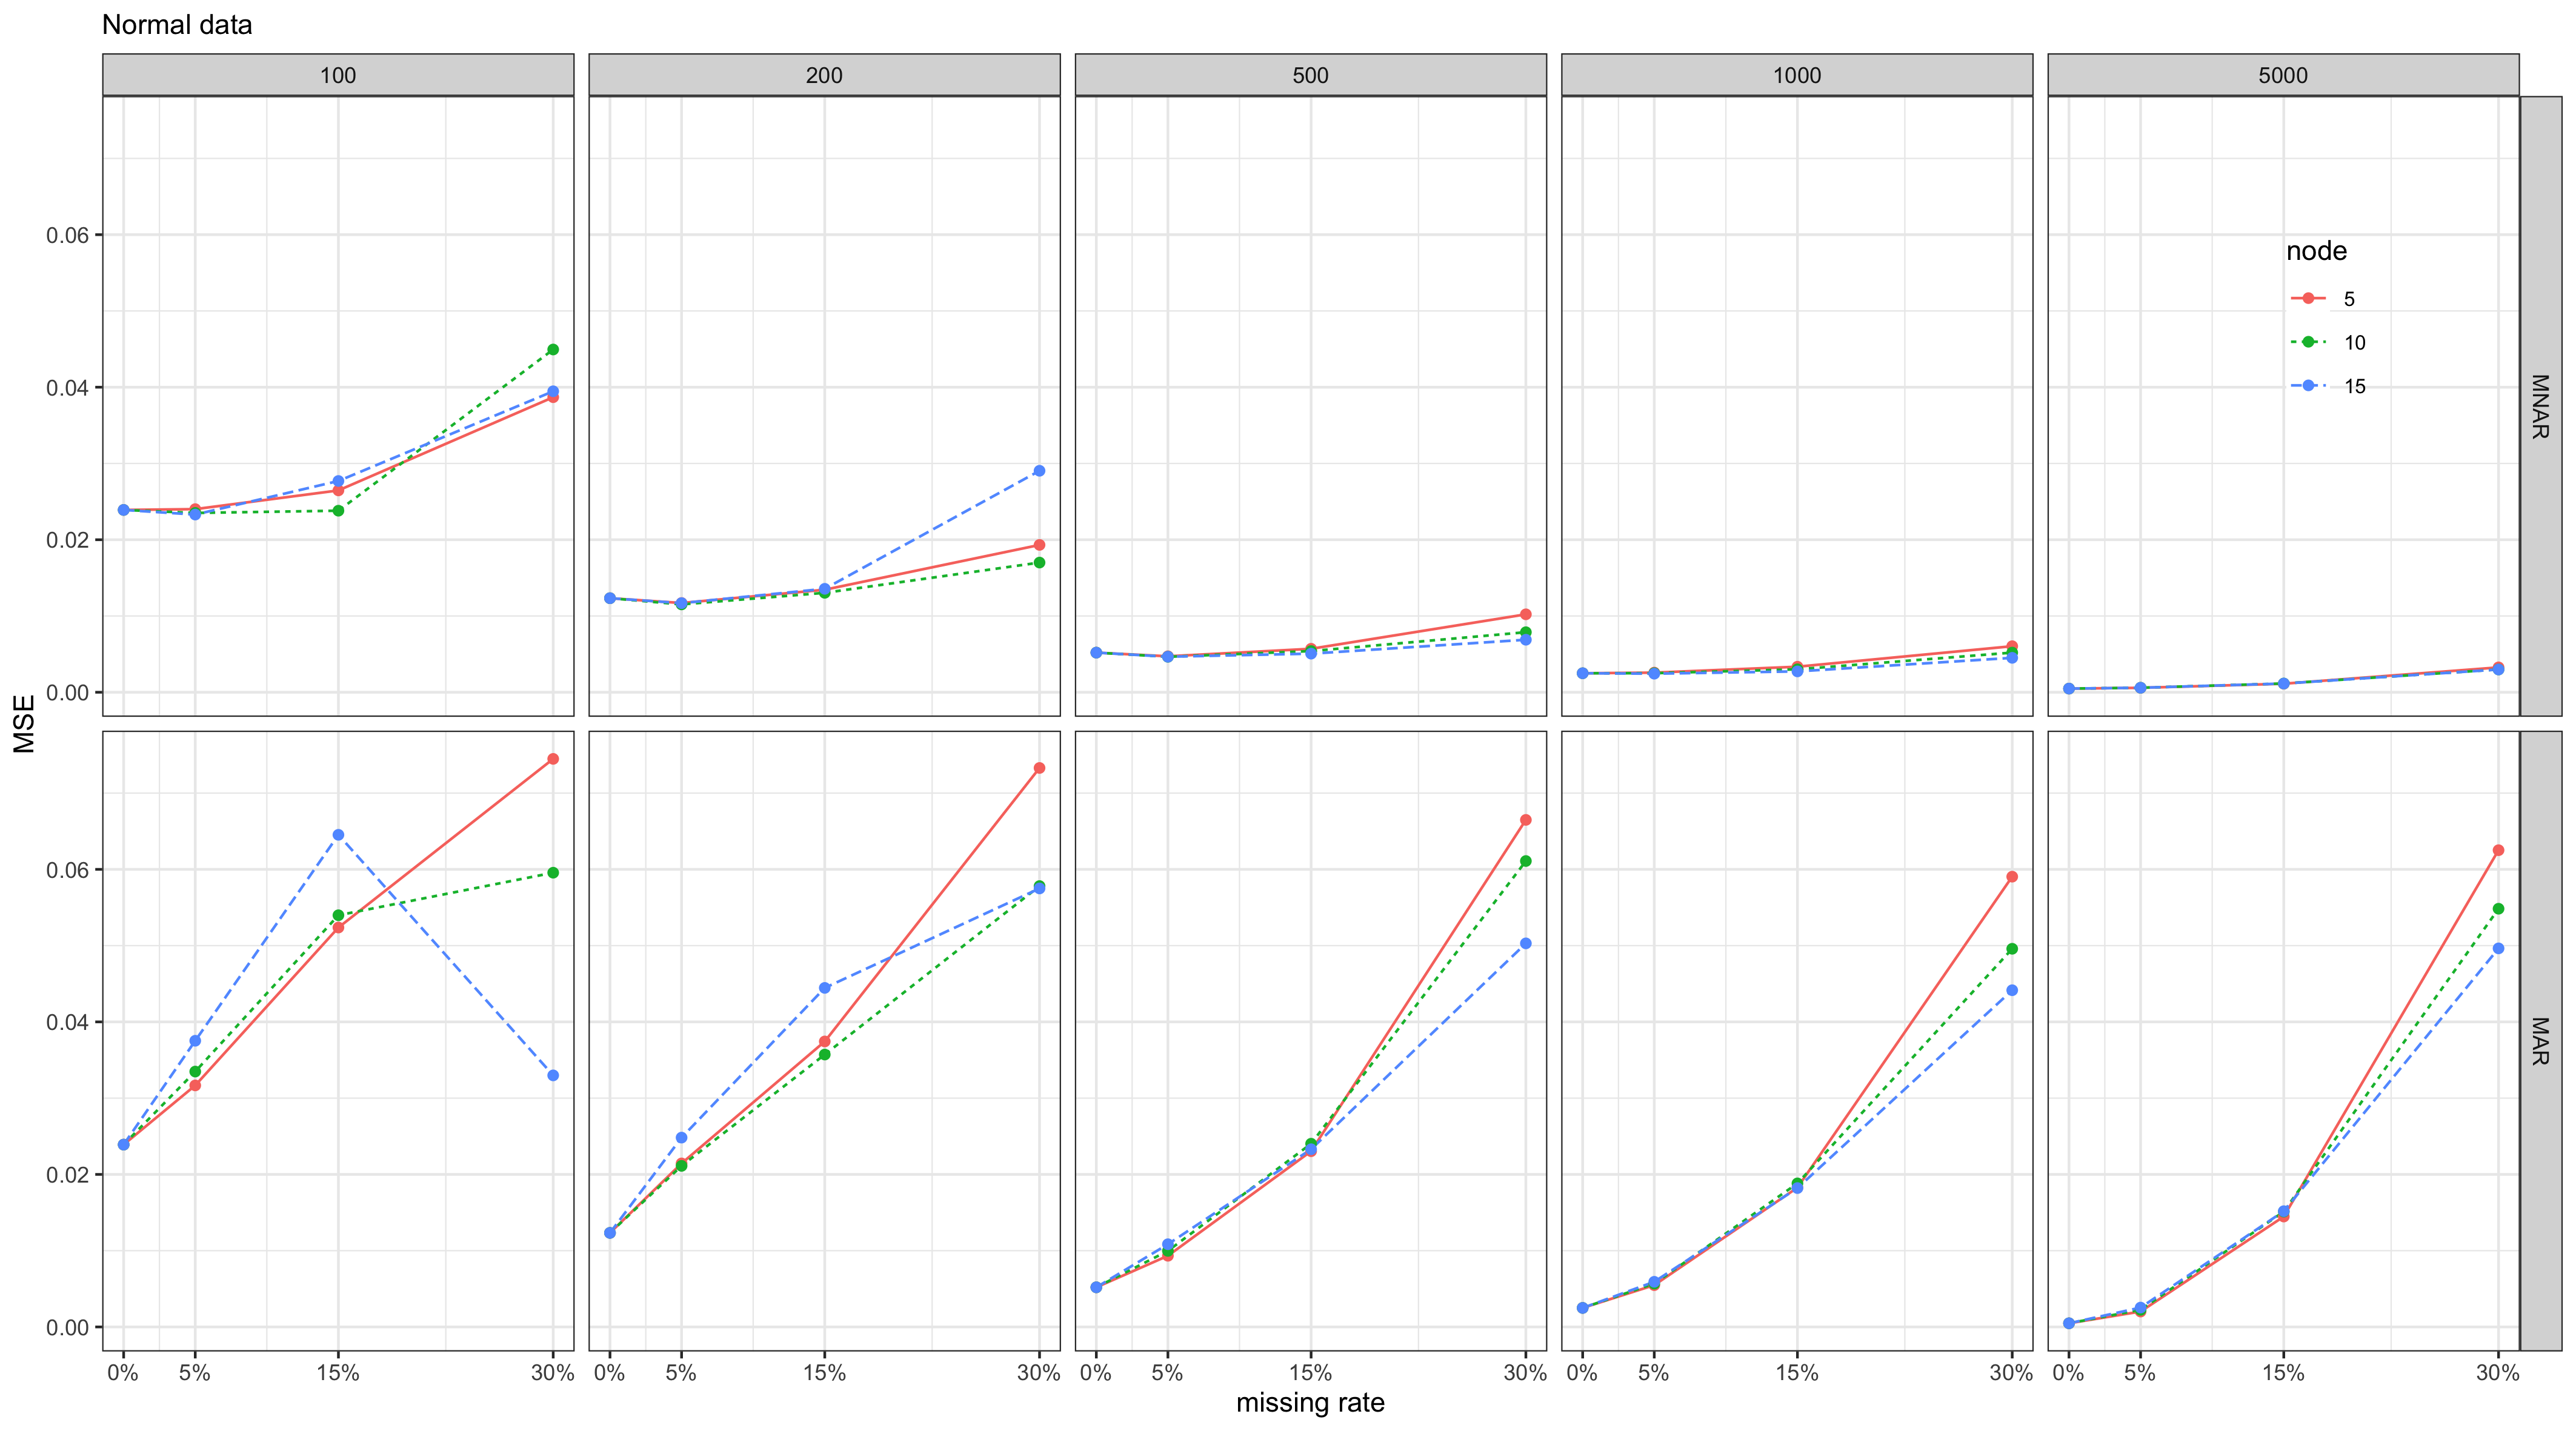 Normal data
100 200 500 1000 5000
0.06
0.04
0.02
0.00
node
5
10
15
MNAR
MSE
0.06
0.04
0.02
0.00
MAR
0% 5% 15% 30% 0% 5% 15% 30% 0% 5% 15% 30% 0% 5% 15% 30% 0% 5% 15% 30%
missing rate